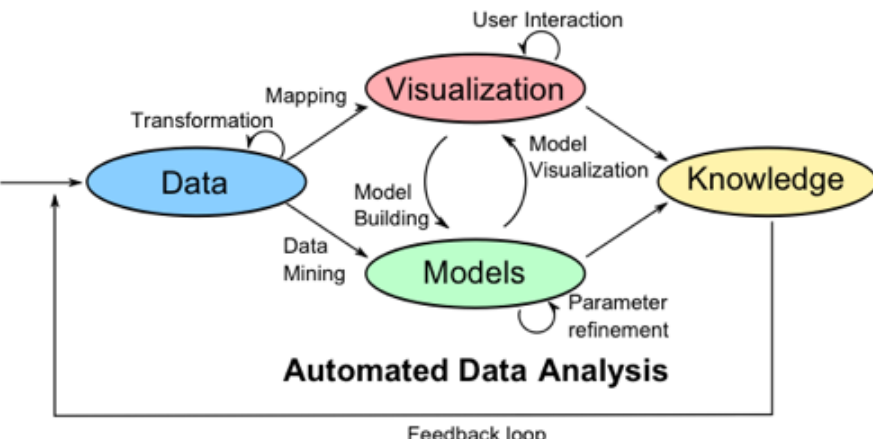 User Interaction
Visualization
Mapping
Transformation
Data
Model
Visualization
Knowledge
Model
Building
Data
Mining
Models
Parameter
refinement
Automated Data Analysis
Feedback loop